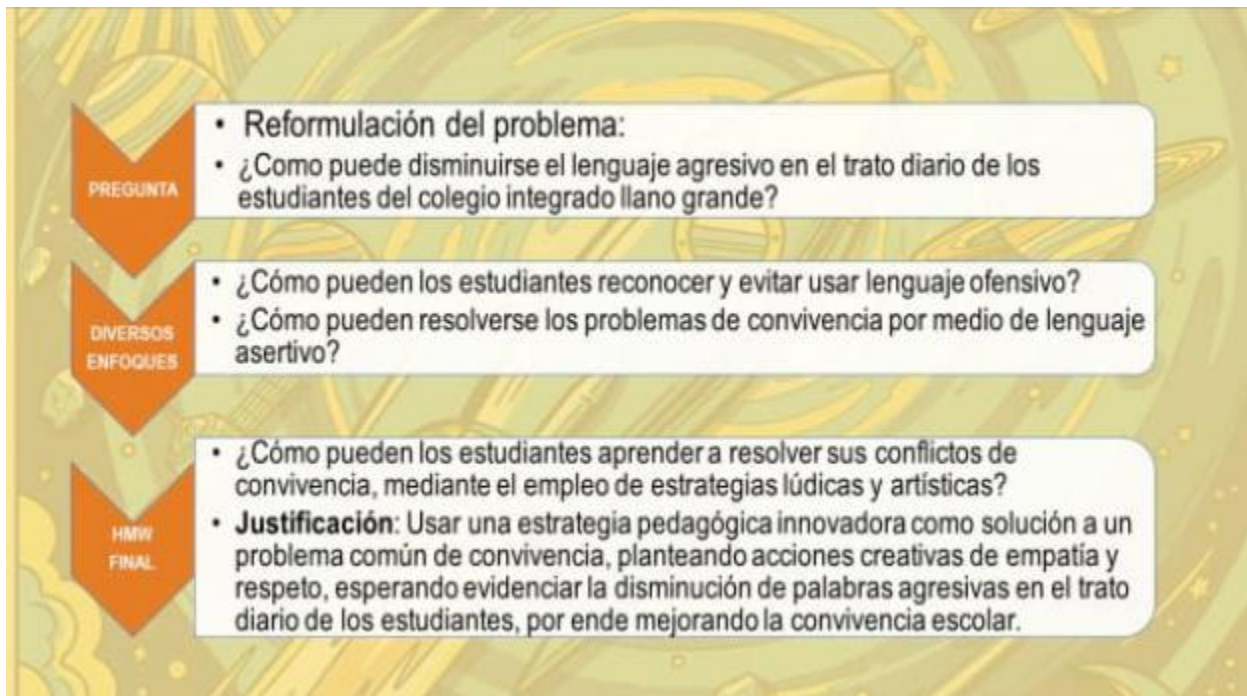 PREGUNTA
• Reformulación del problema:
• ¿Como puede disminuirse el lenguaje agresivo en el trato diario de los
estudiantes del colegio integrado llano grande?
DIVERSOS
ENFOQUES
• ¿Cómo pueden los estudiantes reconocer y evitar usar lenguaje ofensivo?
• ¿Cómo pueden resolverse los problemas de convivencia por medio de lenguaje
asertivo?
HMW
FINAL
• ¿Cómo pueden los estudiantes aprender a resolver sus conflictos de
convivencia, mediante el empleo de estrategias lúdicas y artísticas?
• Justificación: Usar una estrategia pedagógica innovadora como solución a un
problema común de convivencia, planteando acciones creativas de empatía y
respeto, esperando evidenciar la disminución de palabras agresivas en el trato
diario de los estudiantes, por ende mejorando la convivencia escolar.